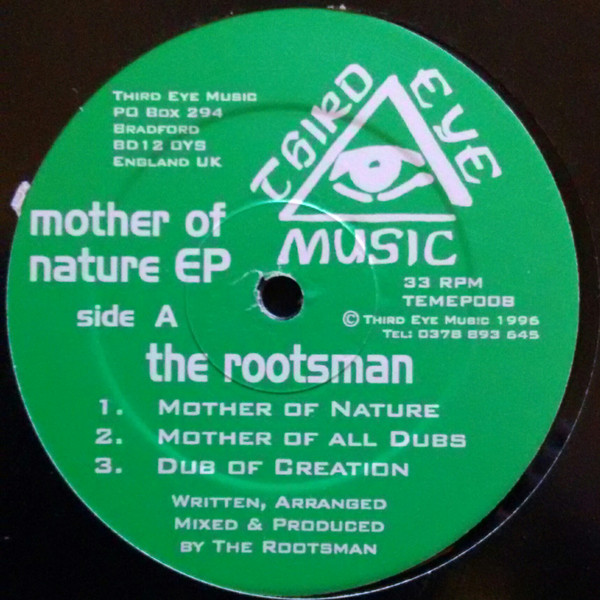 Third Eye Music
PO Box 294
Bradford
BD12 0YS
England UK
THIRD EYE
MUSIC
mother of
nature EP
side A
33 RPM
TEMEP008
© Third Eye Music 1996
Tel: 0378 893 645
the rootsman
1. Mother of Nature
2. Mother of all Dubs
3. Dub of Creation
Written, Arranged
Mixed & Produced
by The Rootsman